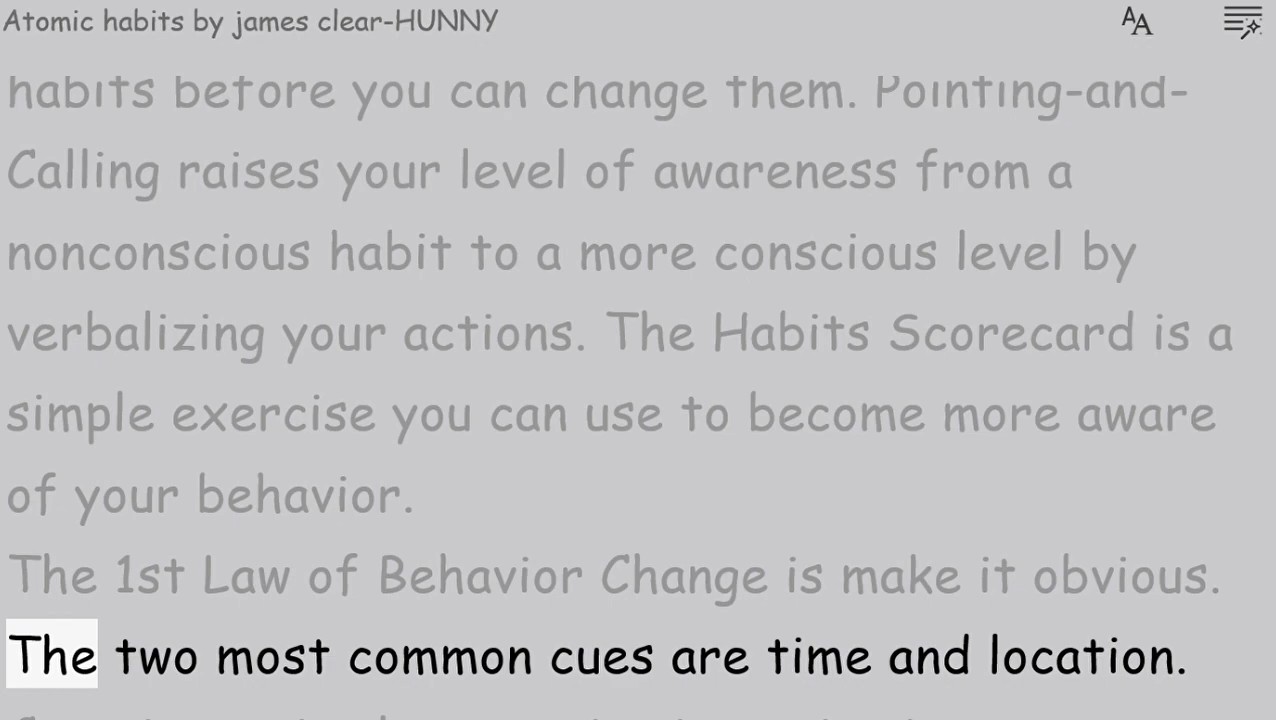 Atomic habits by james clear-HUNNY
AA
habits before you can change them. Pointing-and-
Calling raises your level of awareness from a
nonconscious habit to a more conscious level by
verbalizing your actions. The Habits Scorecard is a
simple exercise you can use to become more aware
of your behavior.
The 1st Law of Behavior Change is make it obvious.
The two most common cues are time and location.